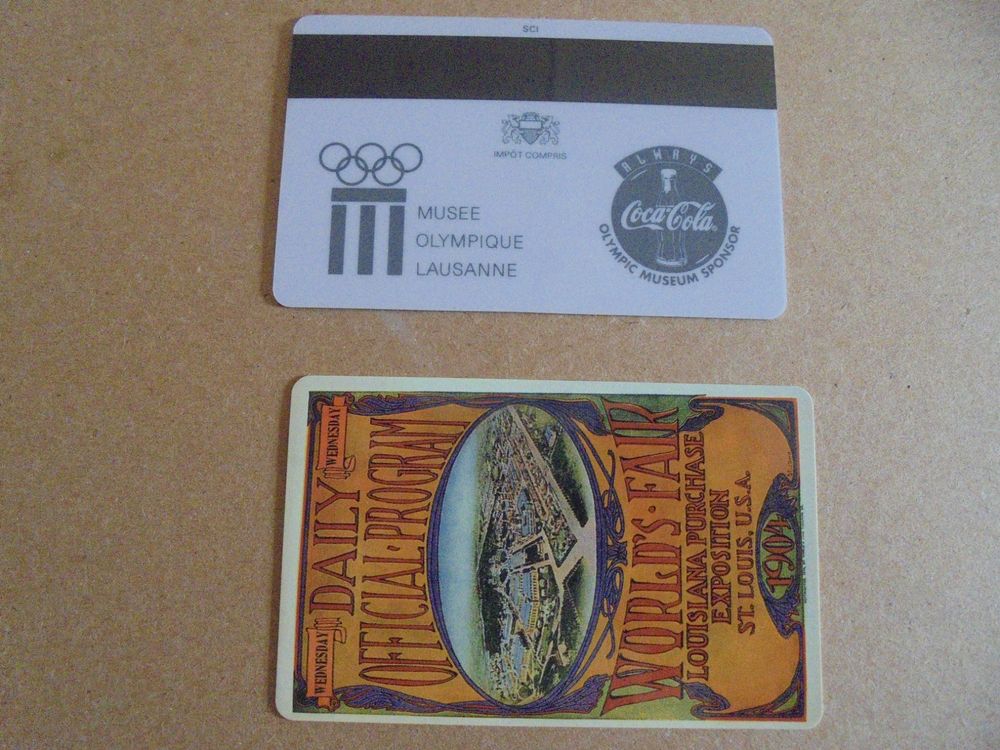 SCI
IMPÔT COMPRIS
MUSEE
OLYMPIQUE
LAUSANNE
ALWAYS
Coca-Cola
OLYMPIC MUSEUM SPONSOR
WEDNESDAY
WEDNESDAY
DAILY
OFFICIAL·PROGRAM
WORLD'S·FAIR
LOUISIANA PURCHASE
EXPOSITION
ST. LOUIS, U.S.A.
1904